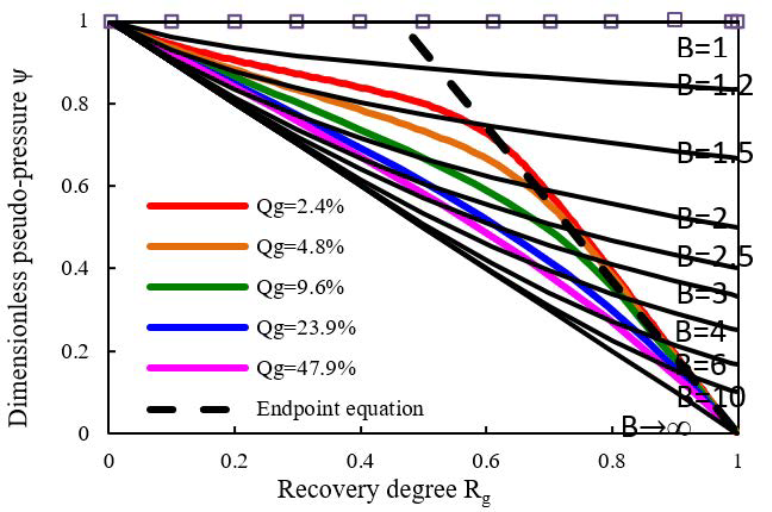 Dimensionless pseudo-pressure ψ
1
0.8
0.6
0.4
0.2
0
B=1
B=1.2
B=1.5
B=2
B=2.5
B=3
B=4
B=6
B=10
B→∞
Qg=2.4%
Qg=4.8%
Qg=9.6%
Qg=23.9%
Qg=47.9%
Endpoint equation
0 0.2 0.4 0.6 0.8 1
Recovery degree Rg